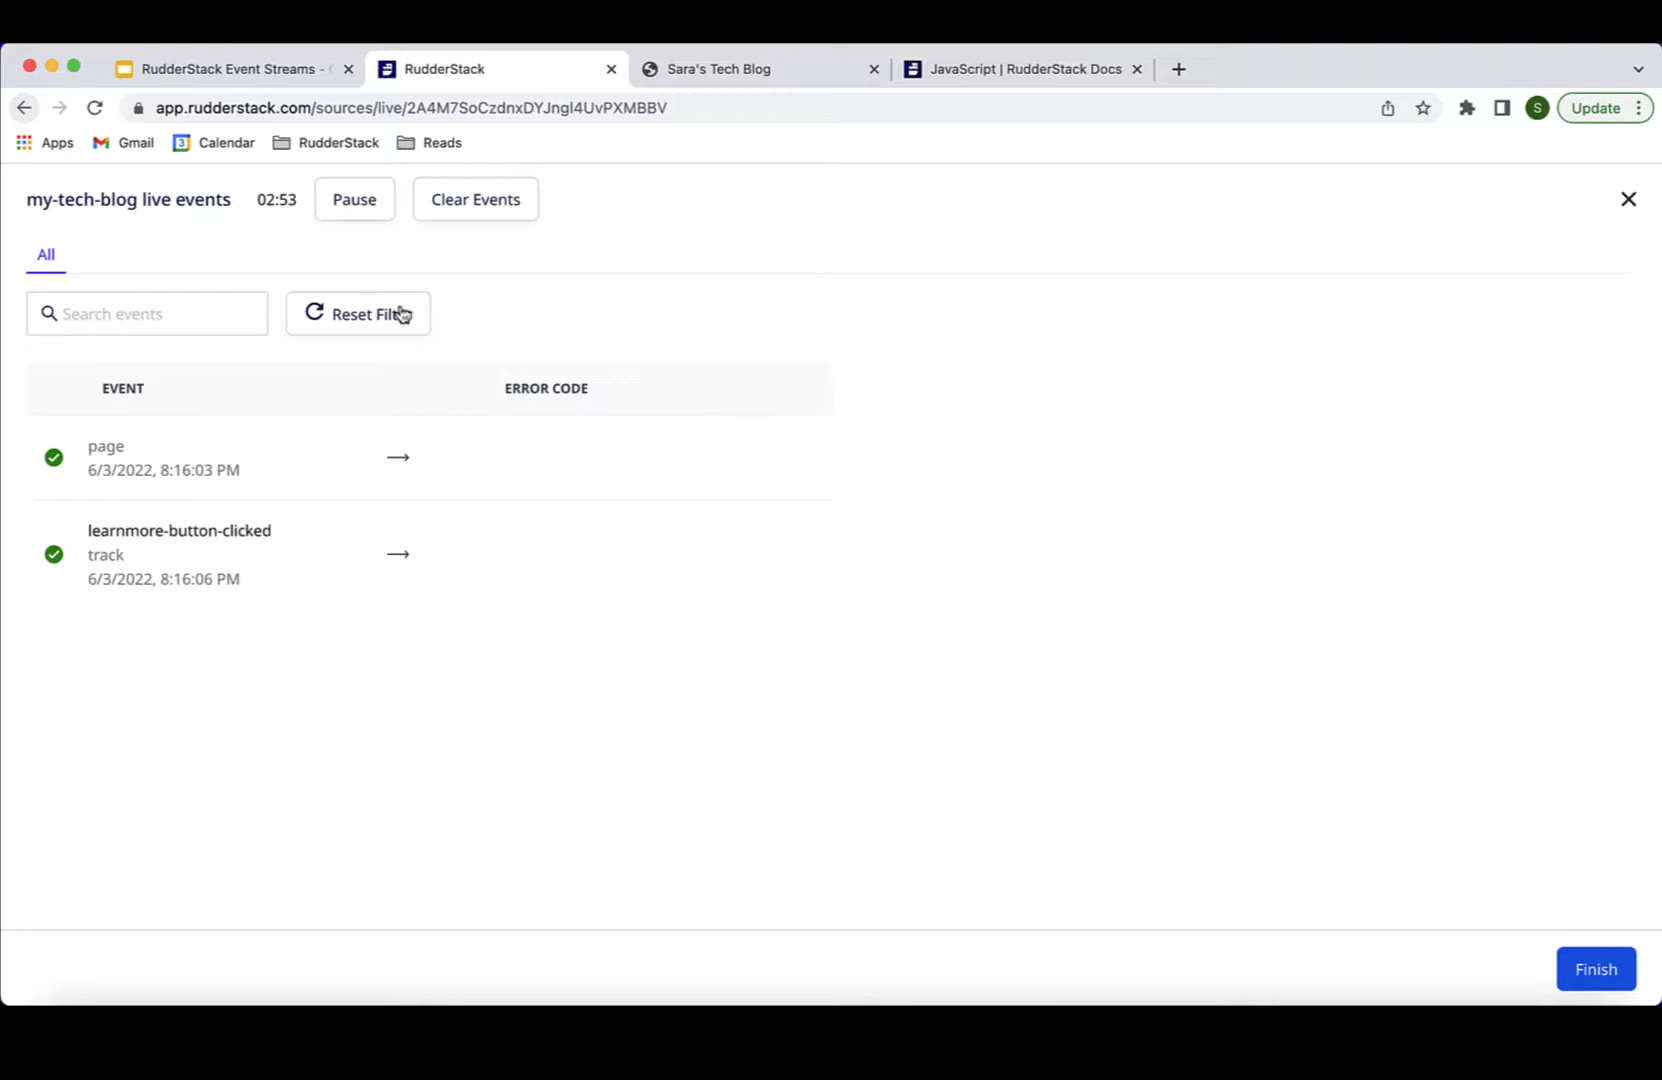 RudderStack Event Streams -
RudderStack
Sara's Tech Blog
JavaScript | RudderStack Docs
app.rudderstack.com/sources/live/2A4M7SoCzdnxDYJngl4UvPXMBBV
S
Update
Apps
Gmail
3
Calendar
RudderStack
Reads
my-tech-blog live events
02:53
Pause
Clear Events
All
Search events
Reset
EVENT
ERROR CODE
page
6/3/2022, 8:16:03 PM
learnmore-button-clicked
track
6/3/2022, 8:16:06 PM
Finish